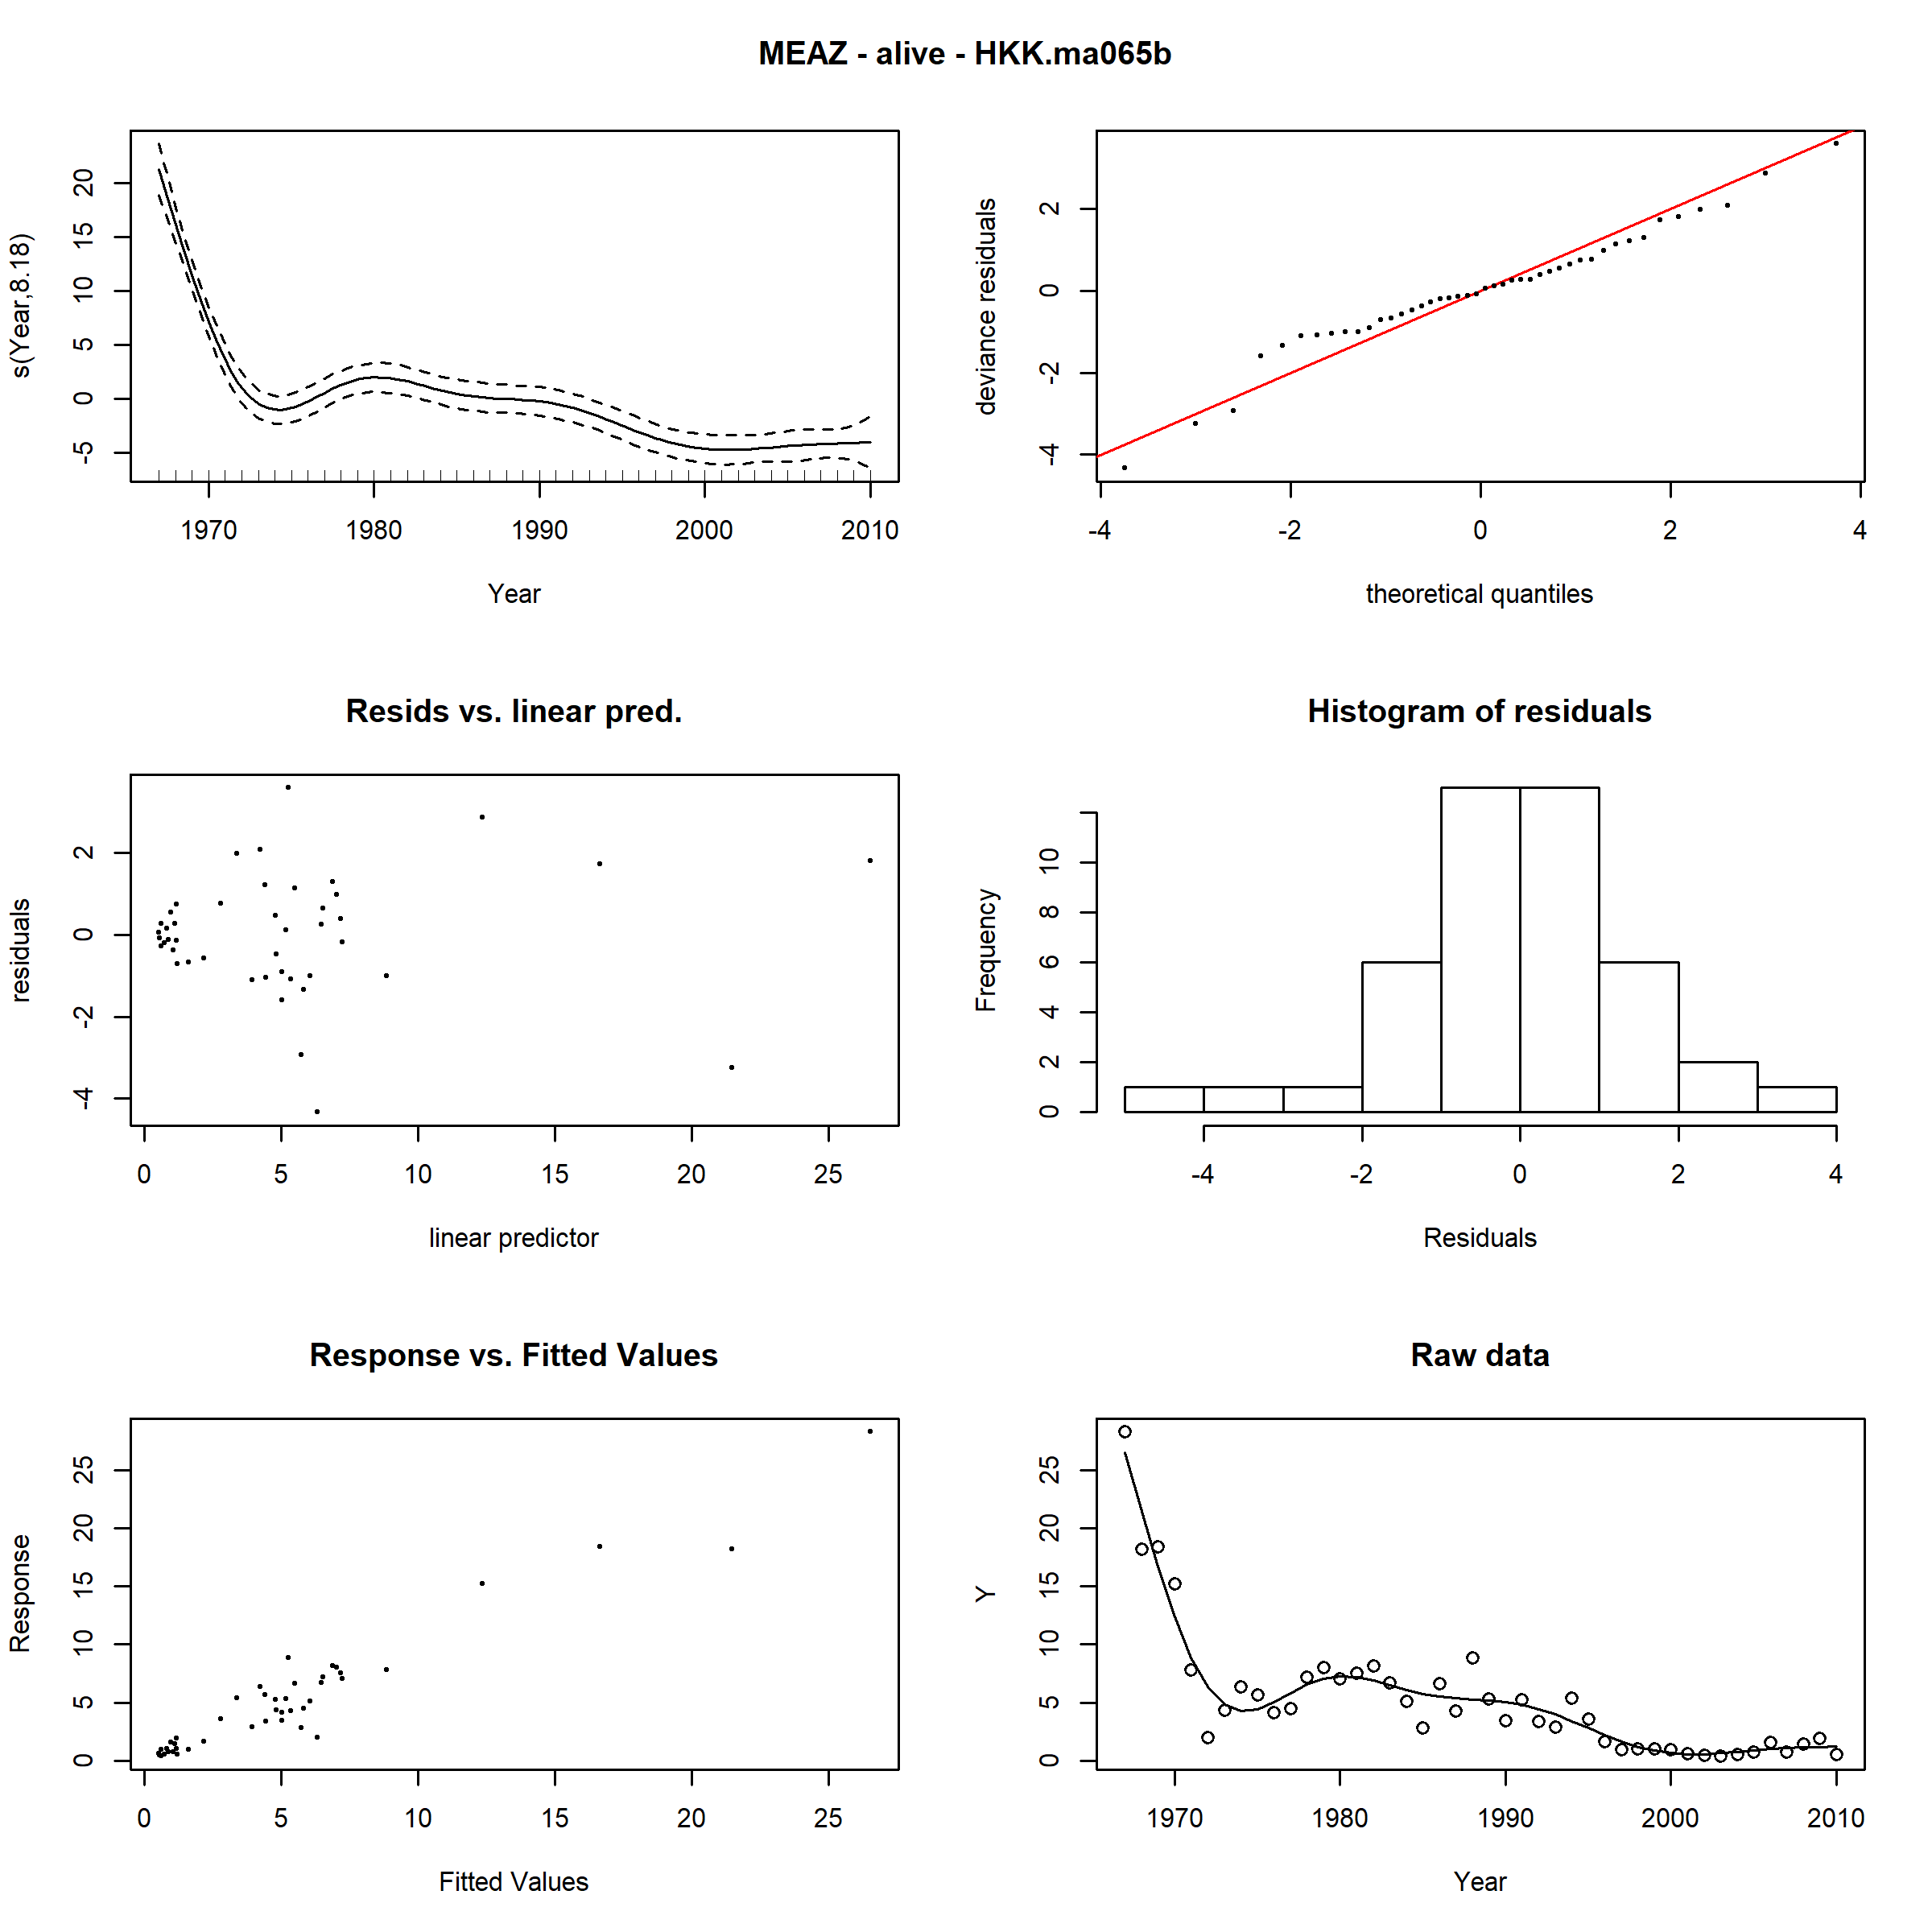 MEAZ - alive - HKK.ma065b
s(Year,8.18)
20
15
10
5
0
-5
1970 1980 1990 2000 2010
Year
deviance residuals
2
0
-2
-4
-4 -2 0 2 4
theoretical quantiles
Resids vs. linear pred.
residuals
2
0
-2
-4
0 5 10 15 20 25
linear predictor
Histogram of residuals
Frequency
10
8
6
4
2
0
-4 -2 0 2 4
Residuals
Response vs. Fitted Values
Response
25
20
15
10
5
0
0 5 10 15 20 25
Fitted Values
Raw data
Y
25
20
15
10
5
0
1970 1980 1990 2000 2010
Year